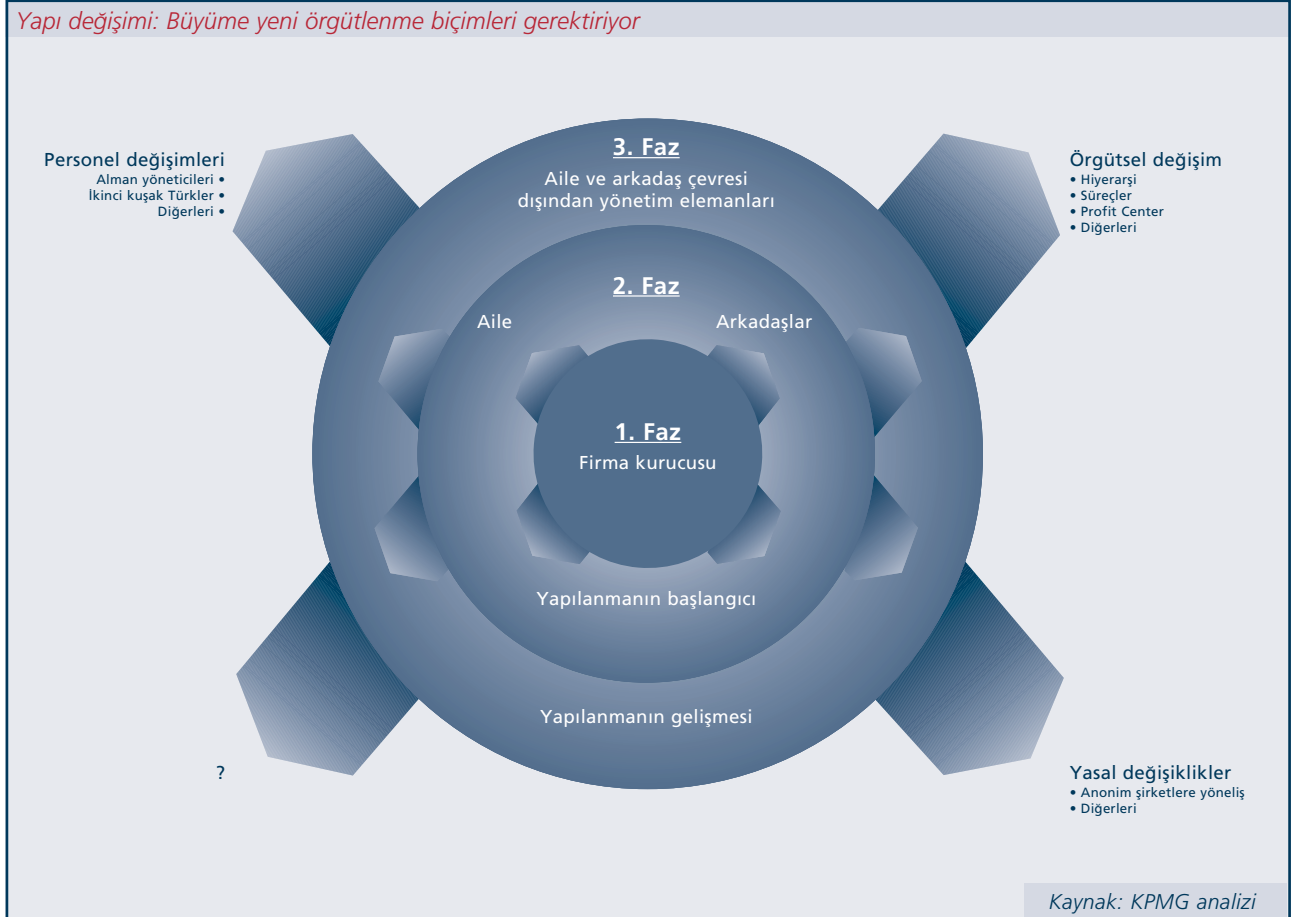 Yapı değişimi: Büyüme yeni örgütlenme biçimleri gerektiriyor
Personel değişimleri
Alman yöneticileri •
İkinci kuşak Türkler •
Diğerleri •
3. Faz
Aile ve arkadaş çevresi
dışından yönetim elemanları
Örgütsel değişim
• Hiyerarşi
• Süreçler
• Profit Center
• Diğerleri
2. Faz
Aile
Arkadaşlar
1. Faz
Firma kurucusu
Yapılanmanın başlangıcı
Yapılanmanın gelişmesi
?
Yasal değişiklikler
• Anonim şirketlere yöneliş
• Diğerleri
Kaynak: KPMG analizi